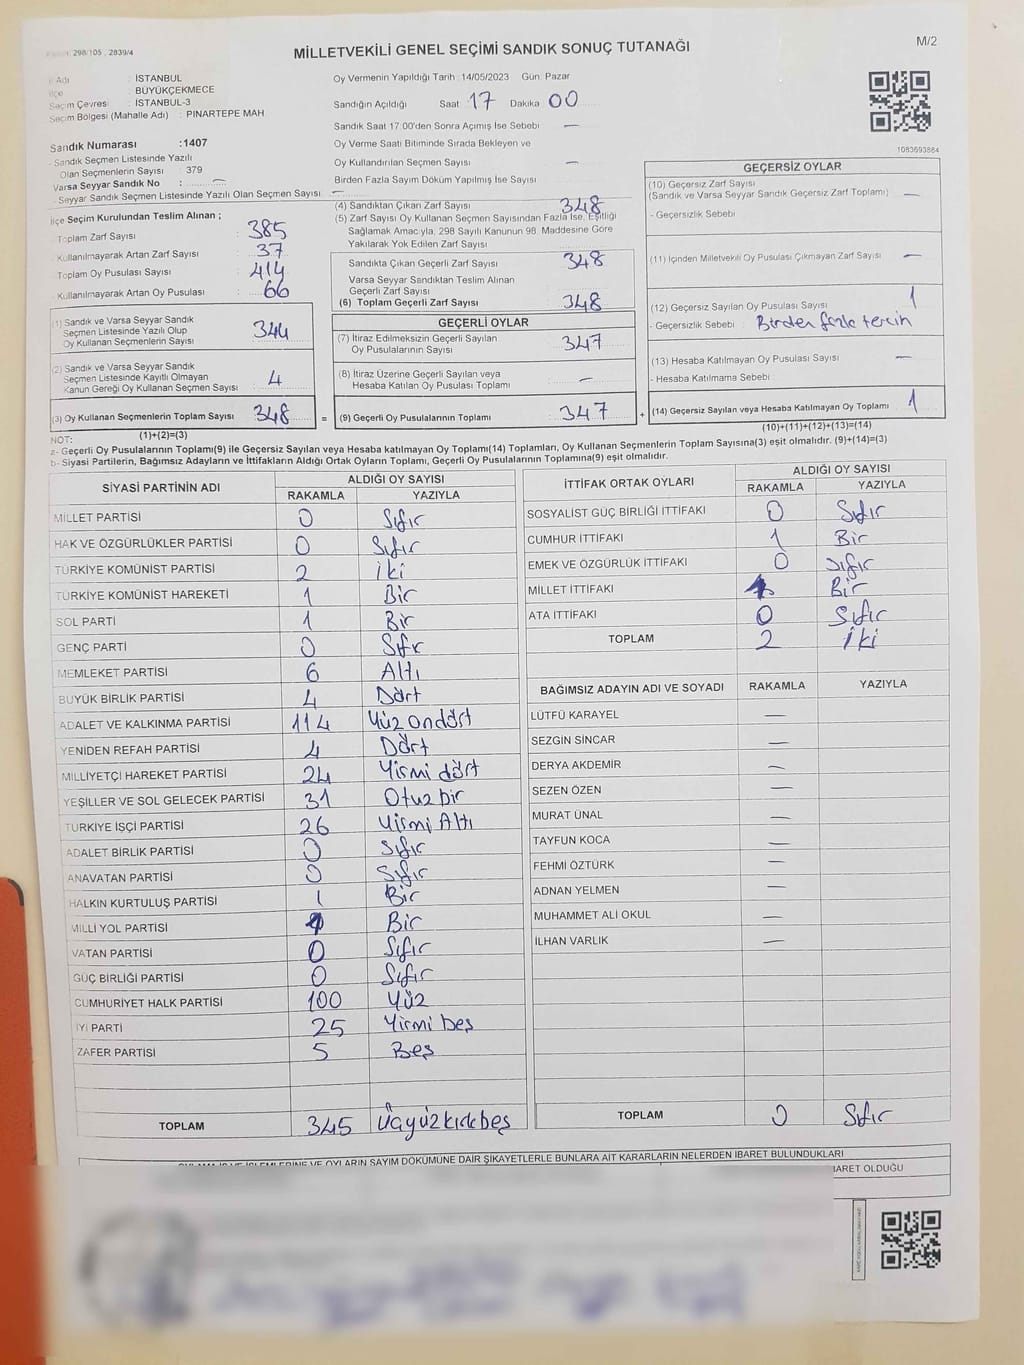 298/105 , 2839/4
MİLLETVEKİLİ GENEL SEÇİMİ SANDIK SONUÇ TUTANAĞI
M/2
İl Adı : İSTANBUL
İlçe : BÜYÜKÇEKMECE
Seçim Çevresi : İSTANBUL-3
Seçim Bölgesi (Mahalle Adı) : PINARTEPE MAH
Sandık Numarası :1407
- Sandık Seçmen Listesinde Yazılı
Olan Seçmenlerin Sayısı : 379
Varsa Seyyar Sandık No : —
- Seyyar Sandık Seçmen Listesinde Yazılı Olan Seçmen Sayısı : —
Oy Vermenin Yapıldığı Tarih :14/05/2023 Gün: Pazar
Sandığın Açıldığı Saat: 17 Dakika 00
Sandık Saat 17:00'den Sonra Açımış İse Sebebi —
Oy Verme Saati Bitiminde Sırada Bekleyen ve
Oy Kullandırılan Seçmen Sayısı —
Birden Fazla Sayım Döküm Yapılmış İse Sayısı
1083693884
İlçe Seçim Kurulundan Teslim Alınan ;
- Toplam Zarf Sayısı : 385
- Kullanılmayarak Artan Zarf Sayısı : 37
- Toplam Oy Pusulası Sayısı : 414
- Kullanılmayarak Artan Oy Pusulası : 66
(1) Sandık ve Varsa Seyyar Sandık
Seçmen Listesinde Yazılı Olup
Oy Kullanan Seçmenlerin Sayısı 344
(2) Sandık ve Varsa Seyyar Sandık
Seçmen Listesinde Kayıtlı Olmayan
Kanun Gereği Oy Kullanan Seçmen Sayısı 4
(3) Oy Kullanan Seçmenlerin Toplam Sayısı 348 =
(1)+(2)=(3)
(4) Sandıktan Çıkan Zarf Sayısı 348
(5) Zarf Sayısı Oy Kullanan Seçmen Sayısından Fazla İse, Eşitliği
Sağlamak Amacıyla, 298 Sayılı Kanunun 98. Maddesine Göre
Yakılarak Yok Edilen Zarf Sayısı
Sandıkta Çıkan Geçerli Zarf Sayısı 348
Varsa Seyyar Sandıktan Teslim Alınan
Geçerli Zarf Sayısı
(6) Toplam Geçerli Zarf Sayısı 348
GEÇERLİ OYLAR
(7) İtiraz Edilmeksizin Geçerli Sayılan
Oy Pusulalarının Sayısı 347
(8) İtiraz Üzerine Geçerli Sayılan veya
Hesaba Katılan Oy Pusulası Toplamı —
(9) Geçerli Oy Pusulalarının Toplamı 347 +
GEÇERSİZ OYLAR
(10) Geçersiz Zarf Sayısı
(Sandık ve Varsa Seyyar Sandık Geçersiz Zarf Toplamı) —
- Geçersizlik Sebebi
(11) İçinden Milletvekili Oy Pusulası Çıkmayan Zarf Sayısı —
(12) Geçersiz Sayılan Oy Pusulası Sayısı 1
- Geçersizlik Sebebi : Birden fazla tercih
(13) Hesaba Katılmayan Oy Pusulası Sayısı —
- Hesaba Katılmama Sebebi :
(14) Geçersiz Sayılan veya Hesaba Katılmayan Oy Toplamı 1
(10)+(11)+(12)+(13)=(14)
NOT:
a- Geçerli Oy Pusulalarının Toplamı(9) ile Geçersiz Sayılan veya Hesaba katılmayan Oy Toplamı(14) Toplamları, Oy Kullanan Seçmenlerin Toplam Sayısına(3) eşit olmalıdır. (9)+(14)=(3)
b- Siyasi Partilerin, Bağımsız Adayların ve İttifakların Aldığı Ortak Oyların Toplamı, Geçerli Oy Pusulalarının Toplamına(9) eşit olmalıdır.
SİYASİ PARTİNİN ADI ALDIĞI OY SAYISI
RAKAMLA YAZIYLA
MİLLET PARTİSİ 0 Sıfır
HAK VE ÖZGÜRLÜKLER PARTİSİ 0 Sıfır
TÜRKİYE KOMÜNİST PARTİSİ 2 iki
TÜRKİYE KOMÜNİST HAREKETİ 1 Bir
SOL PARTİ 1 Bir
GENÇ PARTİ 0 Sıfır
MEMLEKET PARTİSİ 6 Altı
BÜYÜK BİRLİK PARTİSİ 4 Dört
ADALET VE KALKINMA PARTİSİ 114 Yüz ondört
YENİDEN REFAH PARTİSİ 4 Dört
MİLLİYETÇİ HAREKET PARTİSİ 24 Yirmi dört
YEŞİLLER VE SOL GELECEK PARTİSİ 31 Otuz bir
TÜRKİYE İŞÇİ PARTİSİ 26 Yirmi Altı
ADALET BİRLİK PARTİSİ 0 Sıfır
ANAVATAN PARTİSİ 0 Sıfır
HALKIN KURTULUŞ PARTİSİ 1 Bir
MİLLİ YOL PARTİSİ 1 Bir
VATAN PARTİSİ 0 Sıfır
GÜÇ BİRLİĞİ PARTİSİ 0 Sıfır
CUMHURİYET HALK PARTİSİ 100 Yüz
İYİ PARTİ 25 Yirmi beş
ZAFER PARTİSİ 5 Beş
TOPLAM 345 Üçyüzkırkbeş
İTTİFAK ORTAK OYLARI ALDIĞI OY SAYISI
RAKAMLA YAZIYLA
SOSYALİST GÜÇ BİRLİĞİ İTTİFAKI 0 Sıfır
CUMHUR İTTİFAKI 1 Bir
EMEK VE ÖZGÜRLÜK İTTİFAKI 0 Sıfır
MİLLET İTTİFAKI 1 Bir
ATA İTTİFAKI 0 Sıfır
TOPLAM 2 İki
BAĞIMSIZ ADAYIN ADI VE SOYADI RAKAMLA YAZIYLA
LÜTFÜ KARAYEL —
SEZGİN SİNCAR —
DERYA AKDEMİR —
SEZEN ÖZEN —
MURAT ÜNAL —
TAYFUN KOCA —
FEHMİ ÖZTÜRK —
ADNAN YELMEN —
MUHAMMET ALİ OKUL —
İLHAN VARLIK —
TOPLAM 0 Sıfır
OYLAMA İŞ VE İŞLEMLERİNE VE OYLARIN SAYIM DÖKÜMÜNE DAİR ŞİKAYETLERLE BUNLARA AİT KARARLARIN NELERDEN İBARET BULUNDUKLARI
İBARET OLDUĞU